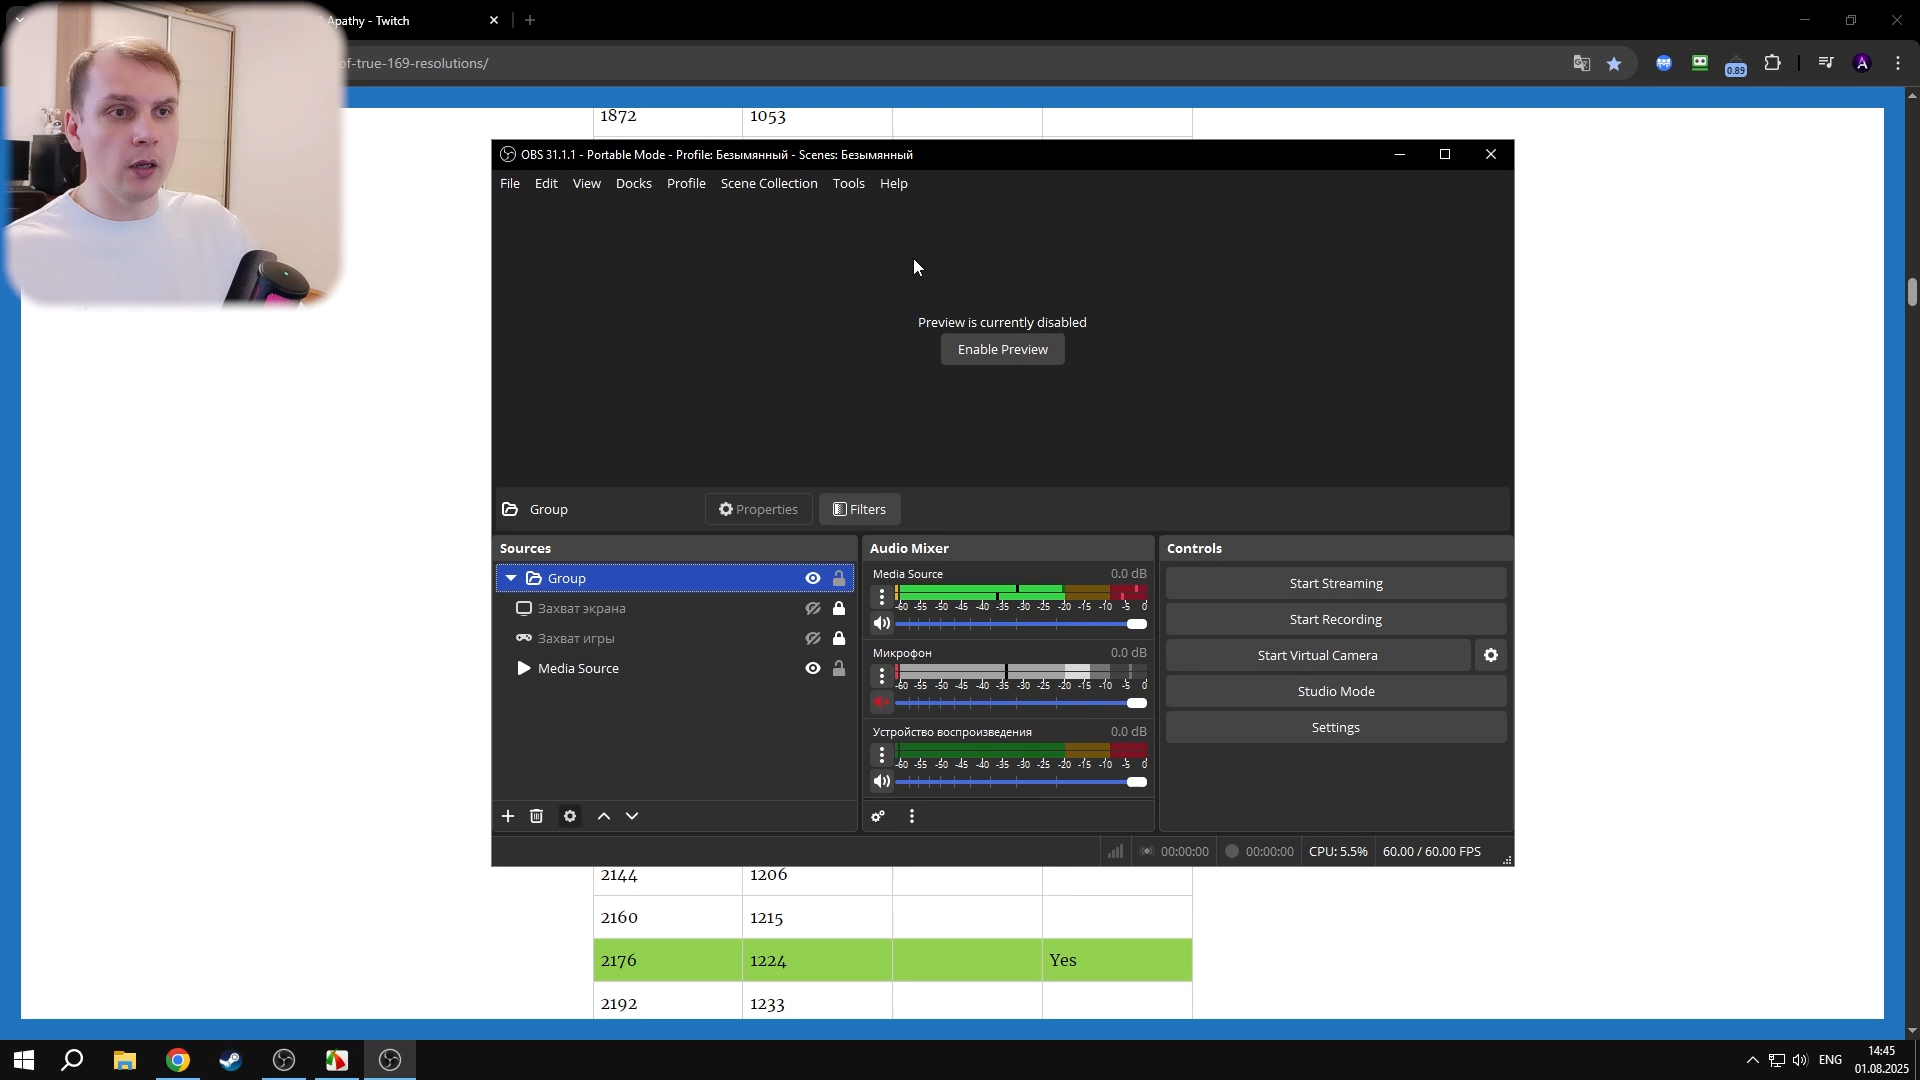 Apathy - Twitch
of-true-169-resolutions/
0.89
A
1872 1053
OBS 31.1.1 - Portable Mode - Profile: Безымянный - Scenes: Безымянный
File Edit View Docks Profile Scene Collection Tools Help
Preview is currently disabled
Enable Preview
Group Properties Filters
Sources
Group
Захват экрана
Захват игры
Media Source
Audio Mixer
Media Source 0.0 dB
-60 -55 -50 -45 -40 -35 -30 -25 -20 -15 -10 -5 0
Микрофон 0.0 dB
-60 -55 -50 -45 -40 -35 -30 -25 -20 -15 -10 -5 0
Устройство воспроизведения 0.0 dB
-60 -55 -50 -45 -40 -35 -30 -25 -20 -15 -10 -5 0
Controls
Start Streaming
Start Recording
Start Virtual Camera
Studio Mode
Settings
00:00:00 00:00:00 CPU: 5.5% 60.00 / 60.00 FPS
2144 1206
2160 1215
2176 1224 Yes
2192 1233
ENG
14:45
01.08.2025